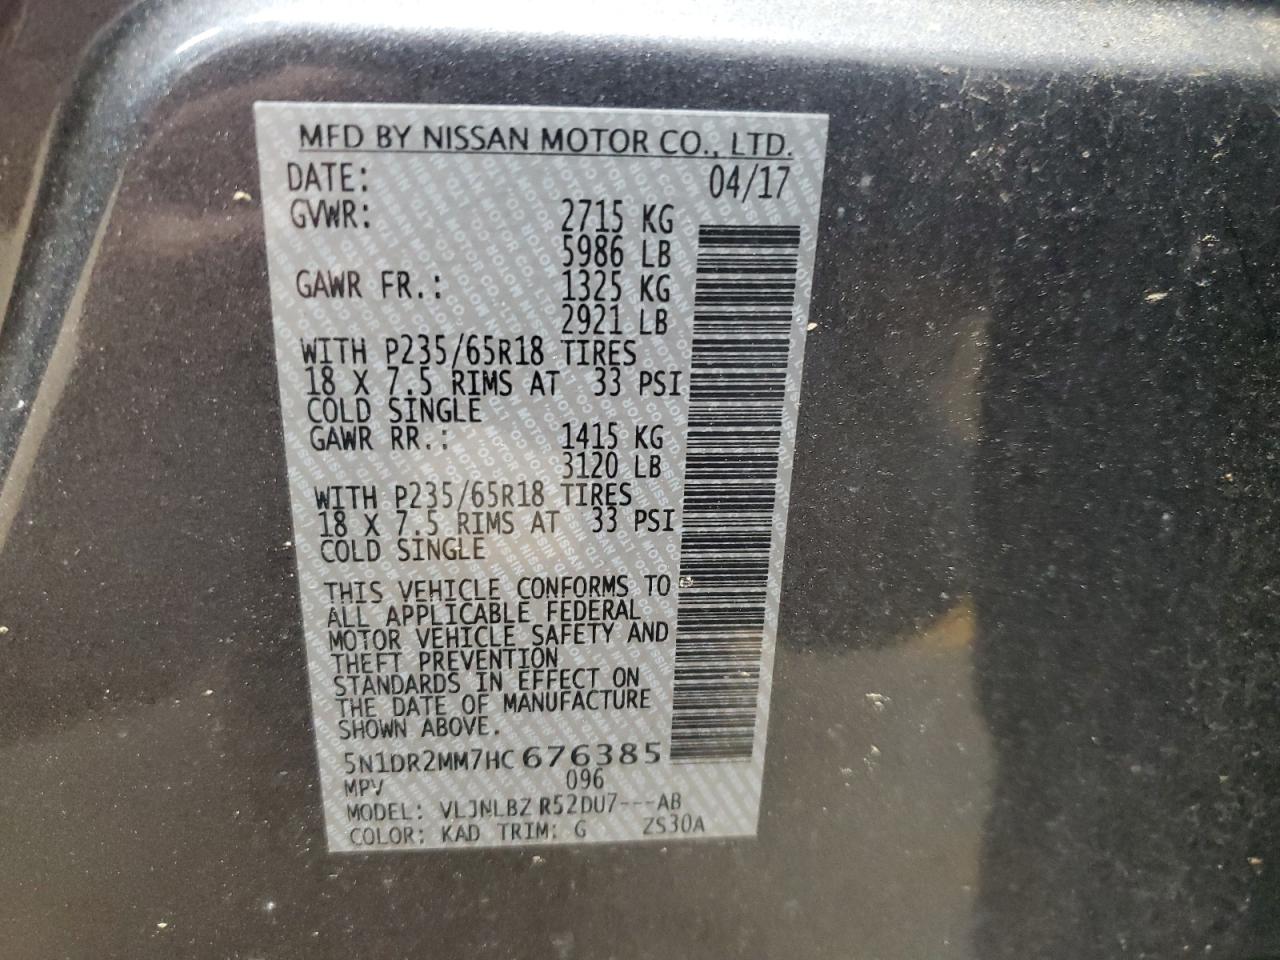 MFD BY NISSAN MOTOR CO., LTD.
DATE: 04/17
GVWR: 2715 KG
5986 LB
GAWR FR.: 1325 KG
2921 LB
WITH P235/65R18 TIRES
18 X 7.5 RIMS AT 33 PSI
COLD SINGLE
GAWR RR.: 1415 KG
3120 LB
WITH P235/65R18 TIRES
18 X 7.5 RIMS AT 33 PSI
COLD SINGLE
THIS VEHICLE CONFORMS TO
ALL APPLICABLE FEDERAL
MOTOR VEHICLE SAFETY AND
THEFT PREVENTION
STANDARDS IN EFFECT ON
THE DATE OF MANUFACTURE
SHOWN ABOVE.
5N1DR2MM7HC676385
MPV 096
MODEL: VLJNLBZ R52DU7---AB
COLOR: KAD TRIM: G ZS30A